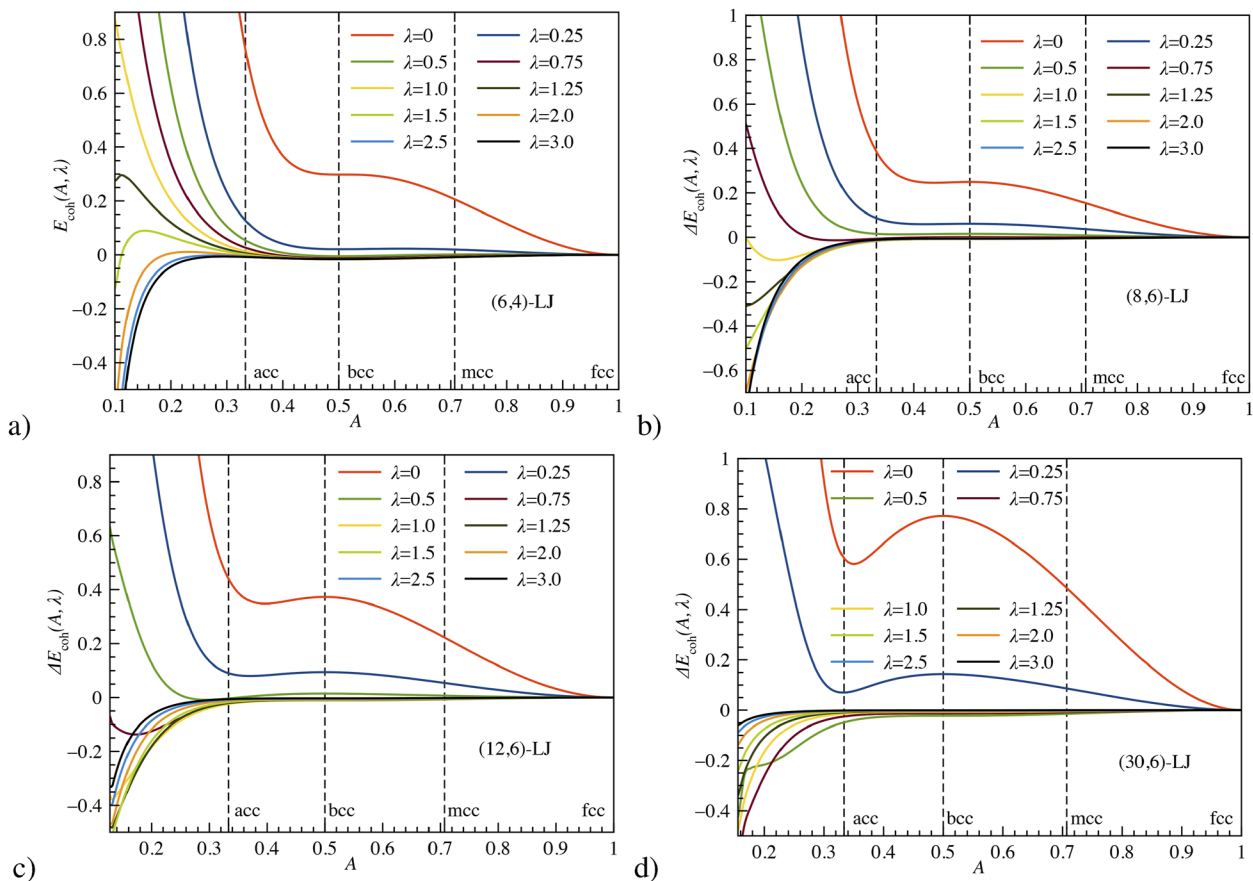 0.8
0.6
0.4
0.2
0
−0.2
−0.4
E_coh(A, λ)
λ=0
λ=0.25
λ=0.5
λ=0.75
λ=1.0
λ=1.25
λ=1.5
λ=2.0
λ=2.5
λ=3.0
(6,4)-LJ
acc
bcc
mcc
fcc
0.1 0.2 0.3 0.4 0.5 0.6 0.7 0.8 0.9 1
A
a)
1
0.8
0.6
0.4
0.2
0
−0.2
−0.4
−0.6
ΔE_coh(A, λ)
λ=0
λ=0.25
λ=0.5
λ=0.75
λ=1.0
λ=1.25
λ=1.5
λ=2.0
λ=2.5
λ=3.0
(8,6)-LJ
acc
bcc
mcc
fcc
0.1 0.2 0.3 0.4 0.5 0.6 0.7 0.8 0.9 1
A
b)
0.8
0.6
0.4
0.2
0
−0.2
−0.4
ΔE_coh(A, λ)
λ=0
λ=0.25
λ=0.5
λ=0.75
λ=1.0
λ=1.25
λ=1.5
λ=2.0
λ=2.5
λ=3.0
(12,6)-LJ
acc
bcc
mcc
fcc
0.2 0.3 0.4 0.5 0.6 0.7 0.8 0.9 1
A
c)
1
0.8
0.6
0.4
0.2
0
−0.2
−0.4
ΔE_coh(A, λ)
λ=0
λ=0.25
λ=0.5
λ=0.75
λ=1.0
λ=1.25
λ=1.5
λ=2.0
λ=2.5
λ=3.0
(30,6)-LJ
acc
bcc
mcc
fcc
0.2 0.3 0.4 0.5 0.6 0.7 0.8 0.9 1
A
d)